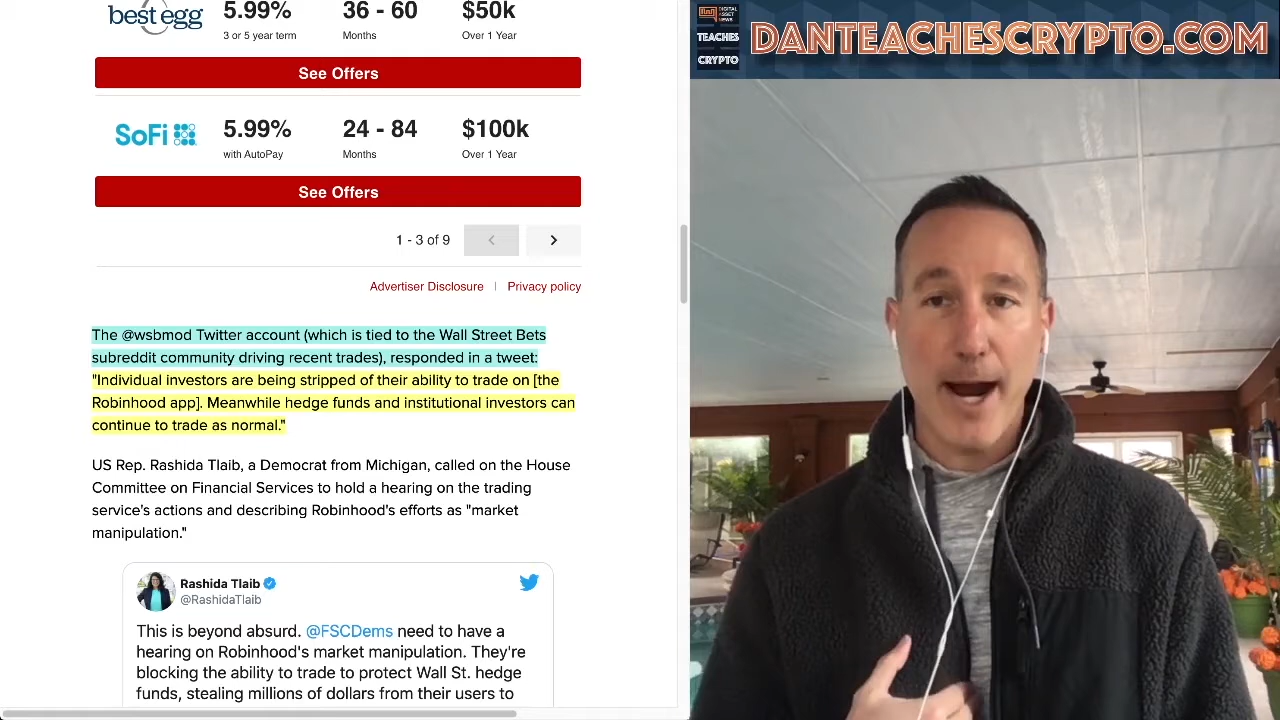 best egg
5.99%
36 - 60
$50k
3 or 5 year term
Months
Over 1 Year
See Offers
SoFi
5.99%
24 - 84
$100k
with AutoPay
Months
Over 1 Year
See Offers
1 - 3 of 9
Advertiser Disclosure | Privacy policy
The @wsbmod Twitter account (which is tied to the Wall Street Bets
subreddit community driving recent trades), responded in a tweet:
"Individual investors are being stripped of their ability to trade on [the
Robinhood app]. Meanwhile hedge funds and institutional investors can
continue to trade as normal."
US Rep. Rashida Tlaib, a Democrat from Michigan, called on the House
Committee on Financial Services to hold a hearing on the trading
service's actions and describing Robinhood's efforts as "market
manipulation."
Rashida Tlaib
@RashidaTlaib
This is beyond absurd. @FSCDems need to have a
hearing on Robinhood's market manipulation. They're
blocking the ability to trade to protect Wall St. hedge
funds, stealing millions of dollars from their users to
DIGITAL
ASSET
NEWS
TEACHES
CRYPTO
DANTEACHESCRYPTO.COM